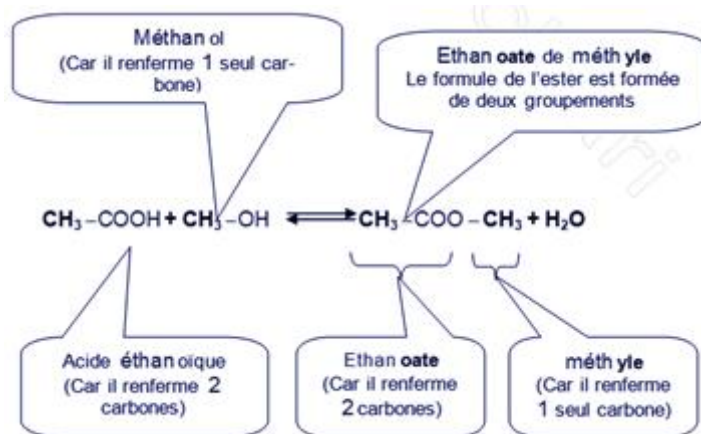 Méthan ol
(Car il renferme 1 seul car-
bone)
Ethan oate de méth yle
Le formule de l'ester est formée
de deux groupements
CH₃ –COOH + CH₃ –OH ⇌ CH₃ –COO – CH₃ + H₂O
Acide éthan oïque
(Car il renferme 2
carbones)
Ethan oate
(Car il renferme
2 carbones)
méth yle
(Car il renferme
1 seul carbone)